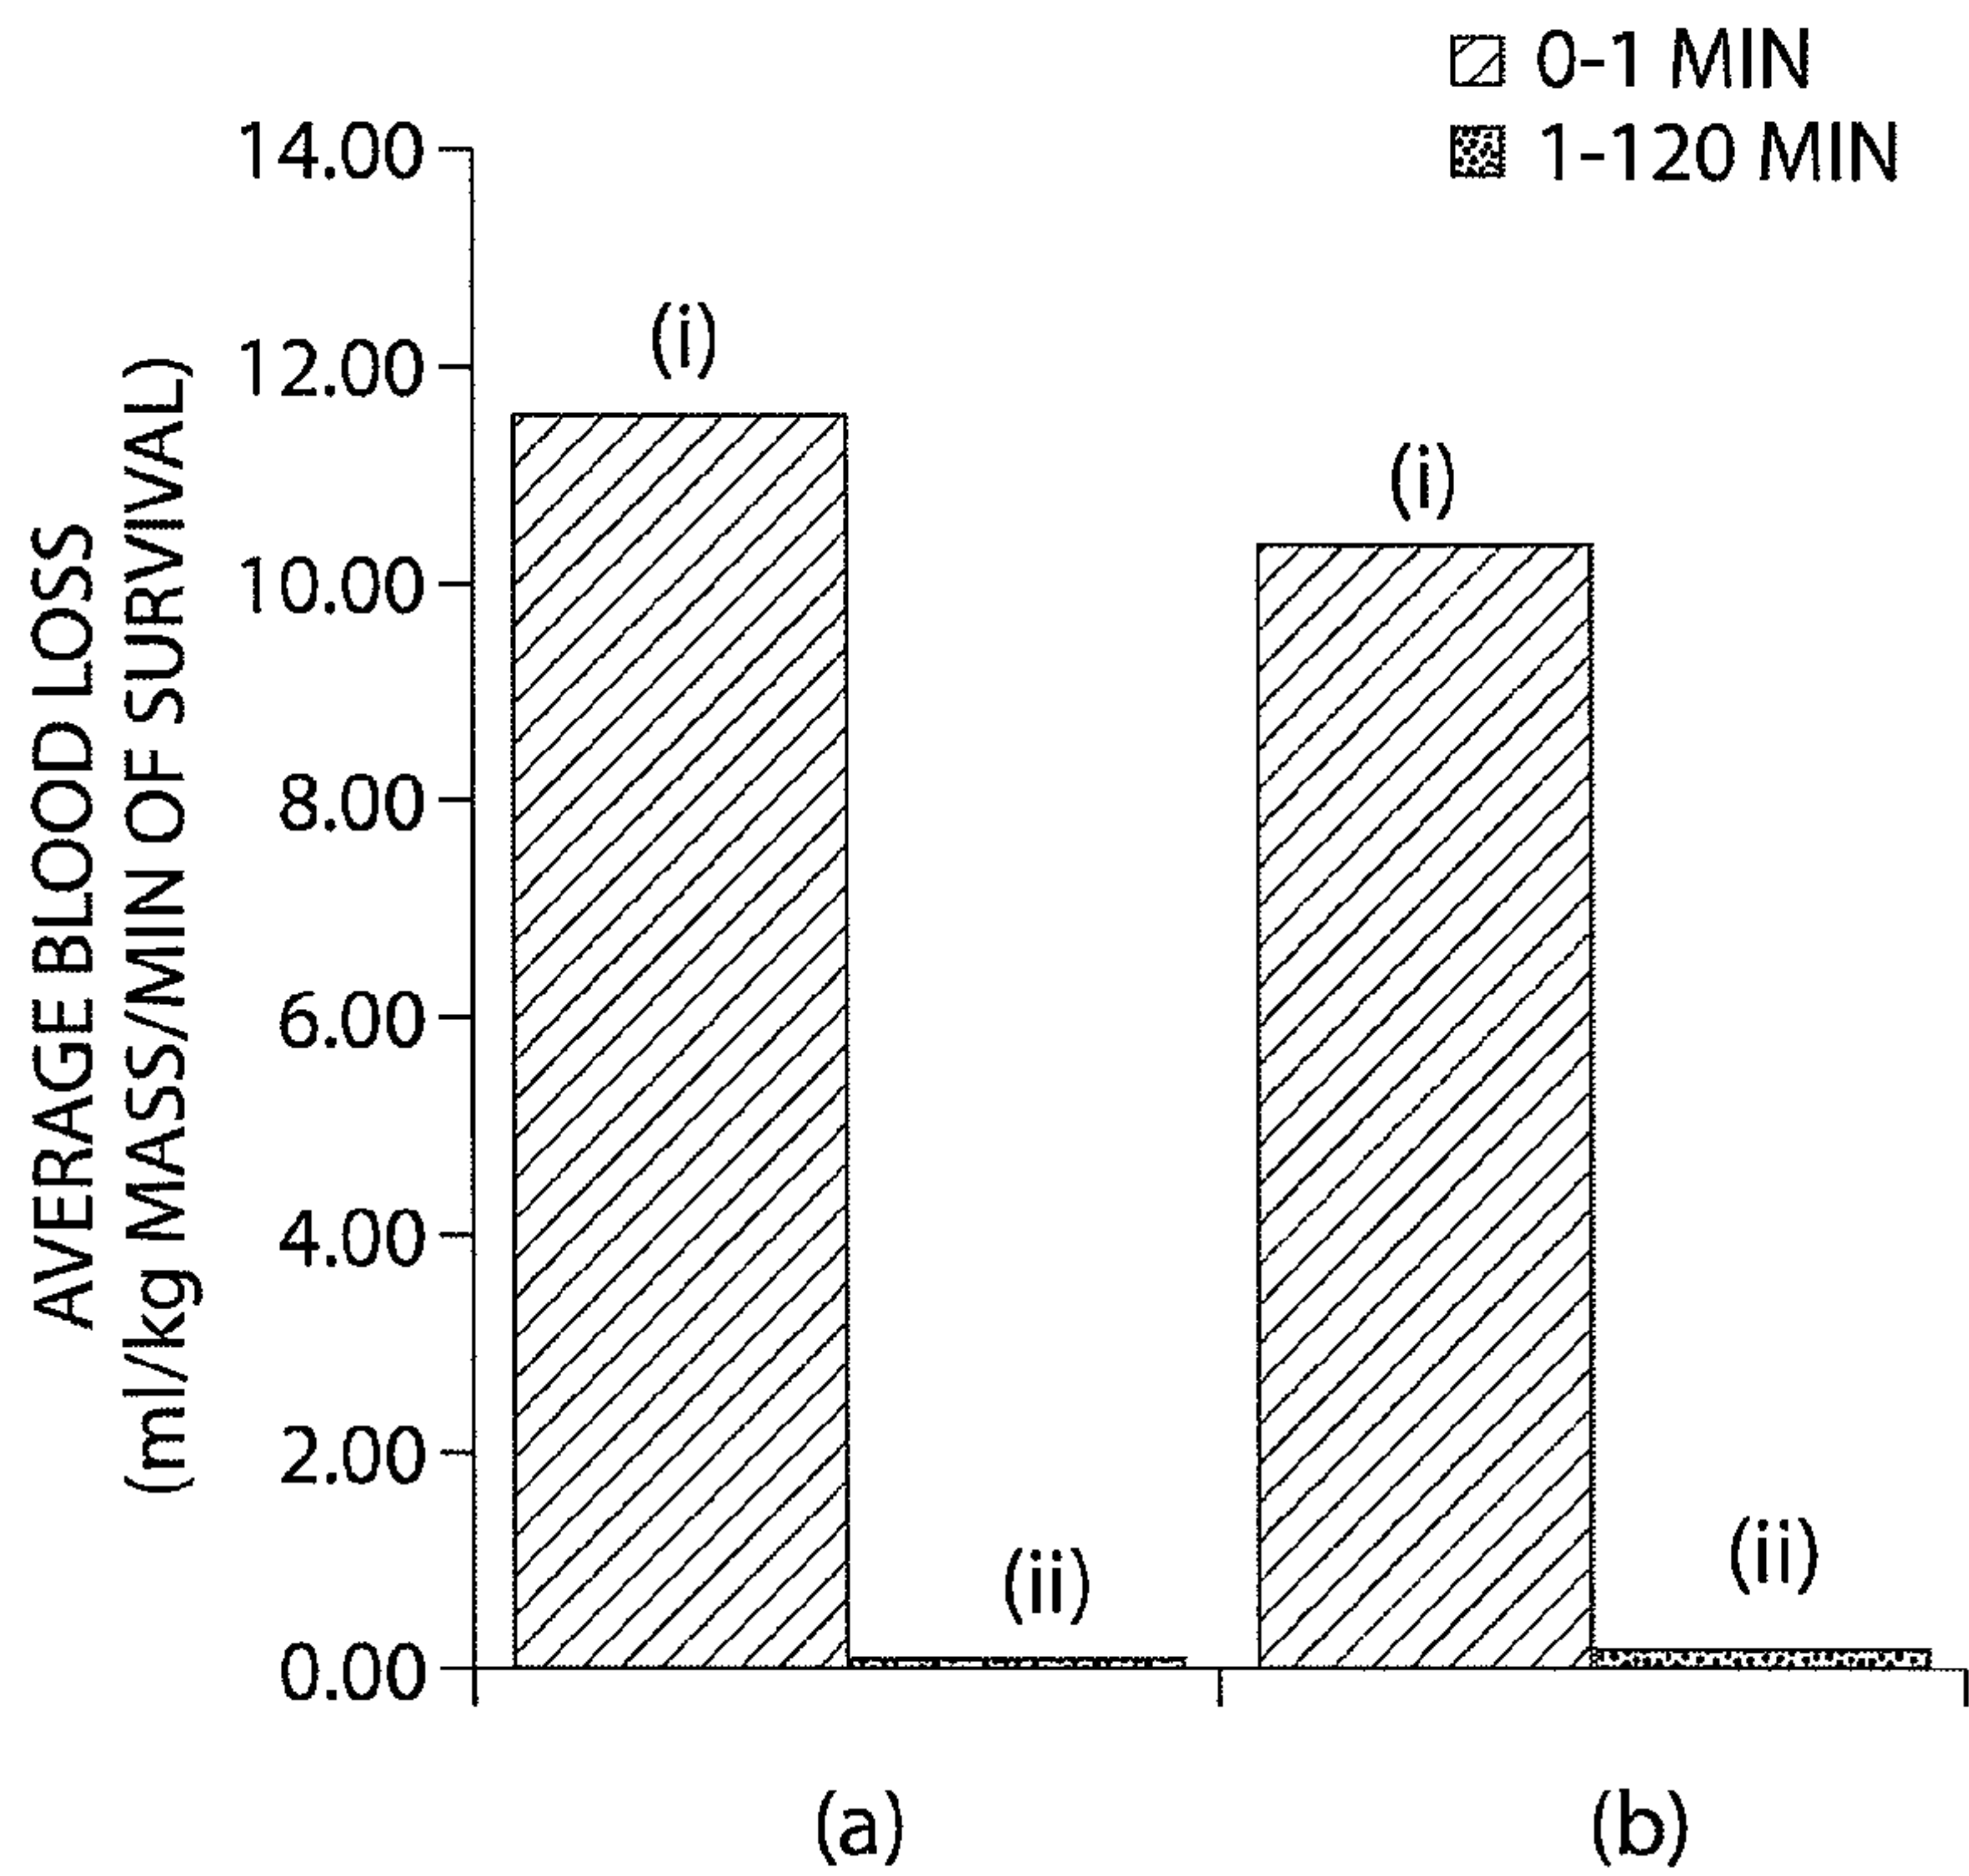 0-1 MIN
1-120 MIN
AVERAGE BLOOD LOSS
(ml/kg MASS/MIN OF SURVIVAL)
14.00
12.00
10.00
8.00
6.00
4.00
2.00
0.00
(i)
(i)
(ii)
(ii)
(a)
(b)